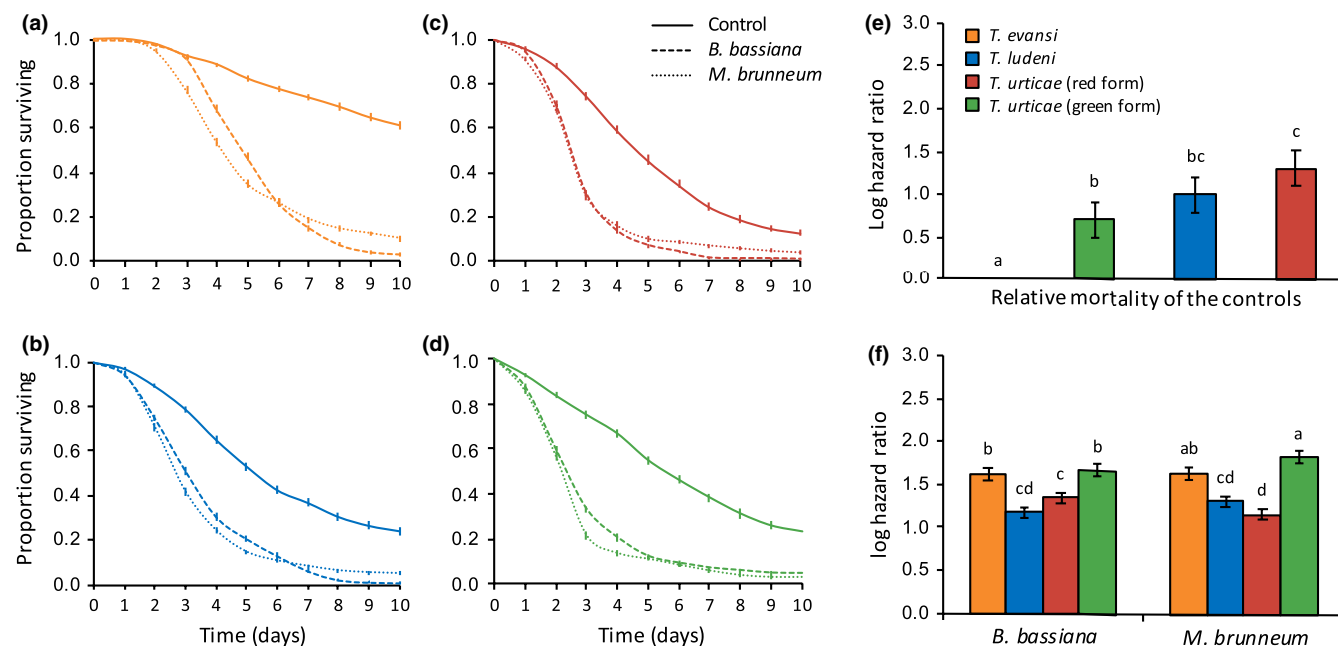 (a)
Proportion surviving
1.0
0.8
0.6
0.4
0.2
0.0
0 1 2 3 4 5 6 7 8 9 10
(c)
Control
B. bassiana
M. brunneum
1.0
0.8
0.6
0.4
0.2
0.0
0 1 2 3 4 5 6 7 8 9 10
(e)
Log hazard ratio
3.0
2.5
2.0
1.5
1.0
0.5
0.0
T. evansi
T. ludeni
T. urticae (red form)
T. urticae (green form)
a b bc c
Relative mortality of the controls
(b)
Proportion surviving
1.0
0.8
0.6
0.4
0.2
0.0
0 1 2 3 4 5 6 7 8 9 10
Time (days)
(d)
1.0
0.8
0.6
0.4
0.2
0.0
0 1 2 3 4 5 6 7 8 9 10
Time (days)
(f)
log hazard ratio
3.0
2.5
2.0
1.5
1.0
0.5
0.0
b cd c b ab cd d a
B. bassiana M. brunneum